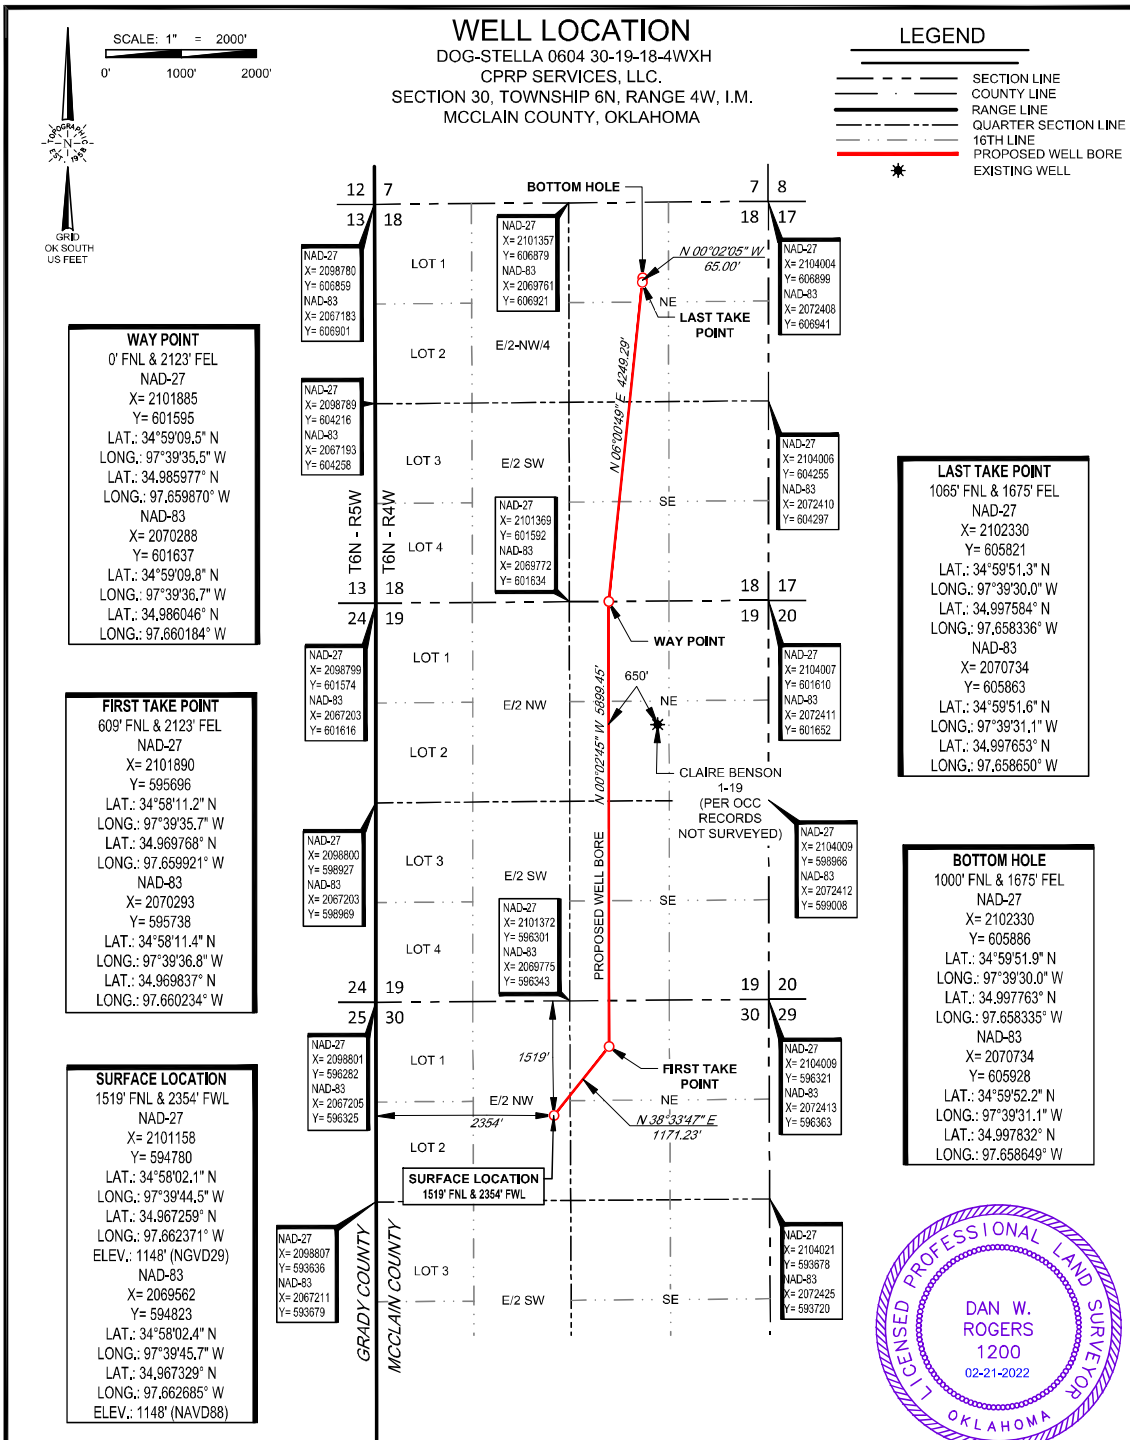 WELL LOCATION
DOG-STELLA 0604 30-19-18-4WXH
CPRP SERVICES, LLC.
SECTION 30, TOWNSHIP 6N, RANGE 4W, I.M.
MCCLAIN COUNTY, OKLAHOMA
SCALE: 1" = 2000'
0' 1000' 2000'
TOPOGRAPHIC
N
EST. 1958
GRID
OK SOUTH
US FEET
LEGEND
SECTION LINE
COUNTY LINE
RANGE LINE
QUARTER SECTION LINE
16TH LINE
PROPOSED WELL BORE
EXISTING WELL
WAY POINT
0' FNL & 2123' FEL
NAD-27
X= 2101885
Y= 601595
LAT.: 34°59'09.5" N
LONG.: 97°39'35.5" W
LAT.: 34.985977° N
LONG.: 97.659870° W
NAD-83
X= 2070288
Y= 601637
LAT.: 34°59'09.8" N
LONG.: 97°39'36.7" W
LAT.: 34.986046° N
LONG.: 97.660184° W
FIRST TAKE POINT
609' FNL & 2123' FEL
NAD-27
X= 2101890
Y= 595696
LAT.: 34°58'11.2" N
LONG.: 97°39'35.7" W
LAT.: 34.969768° N
LONG.: 97.659921° W
NAD-83
X= 2070293
Y= 595738
LAT.: 34°58'11.4" N
LONG.: 97°39'36.8" W
LAT.: 34.969837° N
LONG.: 97.660234° W
SURFACE LOCATION
1519' FNL & 2354' FWL
NAD-27
X= 2101158
Y= 594780
LAT.: 34°58'02.1" N
LONG.: 97°39'44.5" W
LAT.: 34.967259° N
LONG.: 97.662371° W
ELEV.: 1148' (NGVD29)
NAD-83
X= 2069562
Y= 594823
LAT.: 34°58'02.4" N
LONG.: 97°39'45.7" W
LAT.: 34.967329° N
LONG.: 97.662685° W
ELEV.: 1148' (NAVD88)
12 7
13 18
NAD-27
X= 2098780
Y= 606859
NAD-83
X= 2067183
Y= 606901
NAD-27
X= 2098789
Y= 604216
NAD-83
X= 2067193
Y= 604258
T6N - R5W
T6N - R4W
13 18
24 19
NAD-27
X= 2098799
Y= 601574
NAD-83
X= 2067203
Y= 601616
NAD-27
X= 2098800
Y= 598927
NAD-83
X= 2067203
Y= 598969
24 19
25 30
NAD-27
X= 2098801
Y= 596282
NAD-83
X= 2067205
Y= 596325
NAD-27
X= 2098807
Y= 593636
NAD-83
X= 2067211
Y= 593679
GRADY COUNTY
MCCLAIN COUNTY
LOT 1
LOT 2
E/2-NW/4
LOT 3
E/2 SW
LOT 4
NE
SE
LOT 1
E/2 NW
LOT 2
NE
LOT 3
E/2 SW
LOT 4
SE
LOT 1
E/2 NW
LOT 2
NE
LOT 3
E/2 SW
SE
NAD-27
X= 2101357
Y= 606879
NAD-83
X= 2069761
Y= 606921
NAD-27
X= 2101369
Y= 601592
NAD-83
X= 2069772
Y= 601634
NAD-27
X= 2101372
Y= 596301
NAD-83
X= 2069775
Y= 596343
BOTTOM HOLE
N 00°02'05" W
65.00'
LAST TAKE
POINT
N 06°00'49" E 4249.29'
WAY POINT
650'
N 00°02'45" W 5899.45'
CLAIRE BENSON
1-19
(PER OCC
RECORDS
NOT SURVEYED)
PROPOSED WELL BORE
FIRST TAKE
POINT
1519'
2354'
N 38°33'47" E
1171.23'
SURFACE LOCATION
1519' FNL & 2354' FWL
7 8
18 17
NAD-27
X= 2104004
Y= 606899
NAD-83
X= 2072408
Y= 606941
NAD-27
X= 2104006
Y= 604255
NAD-83
X= 2072410
Y= 604297
18 17
19 20
NAD-27
X= 2104007
Y= 601610
NAD-83
X= 2072411
Y= 601652
NAD-27
X= 2104009
Y= 598966
NAD-83
X= 2072412
Y= 599008
19 20
30 29
NAD-27
X= 2104009
Y= 596321
NAD-83
X= 2072413
Y= 596363
NAD-27
X= 2104021
Y= 593678
NAD-83
X= 2072425
Y= 593720
LAST TAKE POINT
1065' FNL & 1675' FEL
NAD-27
X= 2102330
Y= 605821
LAT.: 34°59'51.3" N
LONG.: 97°39'30.0" W
LAT.: 34.997584° N
LONG.: 97.658336° W
NAD-83
X= 2070734
Y= 605863
LAT.: 34°59'51.6" N
LONG.: 97°39'31.1" W
LAT.: 34.997653° N
LONG.: 97.658650° W
BOTTOM HOLE
1000' FNL & 1675' FEL
NAD-27
X= 2102330
Y= 605886
LAT.: 34°59'51.9" N
LONG.: 97°39'30.0" W
LAT.: 34.997763° N
LONG.: 97.658335° W
NAD-83
X= 2070734
Y= 605928
LAT.: 34°59'52.2" N
LONG.: 97°39'31.1" W
LAT.: 34.997832° N
LONG.: 97.658649° W
LICENSED PROFESSIONAL LAND SURVEYOR
DAN W.
ROGERS
1200
02-21-2022
OKLAHOMA